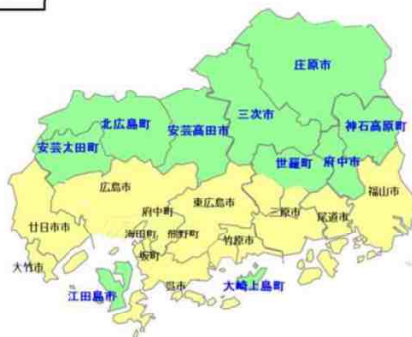 庄原市
三次市
北広島町
安芸高田市
神石高原町
安芸太田町
世羅町
府中市
広島市
福山市
東広島市
府中町
三原市
尾道市
廿日市市
海田町
熊野町
竹原市
坂町
大竹市
呉市
江田島市
大崎上島町